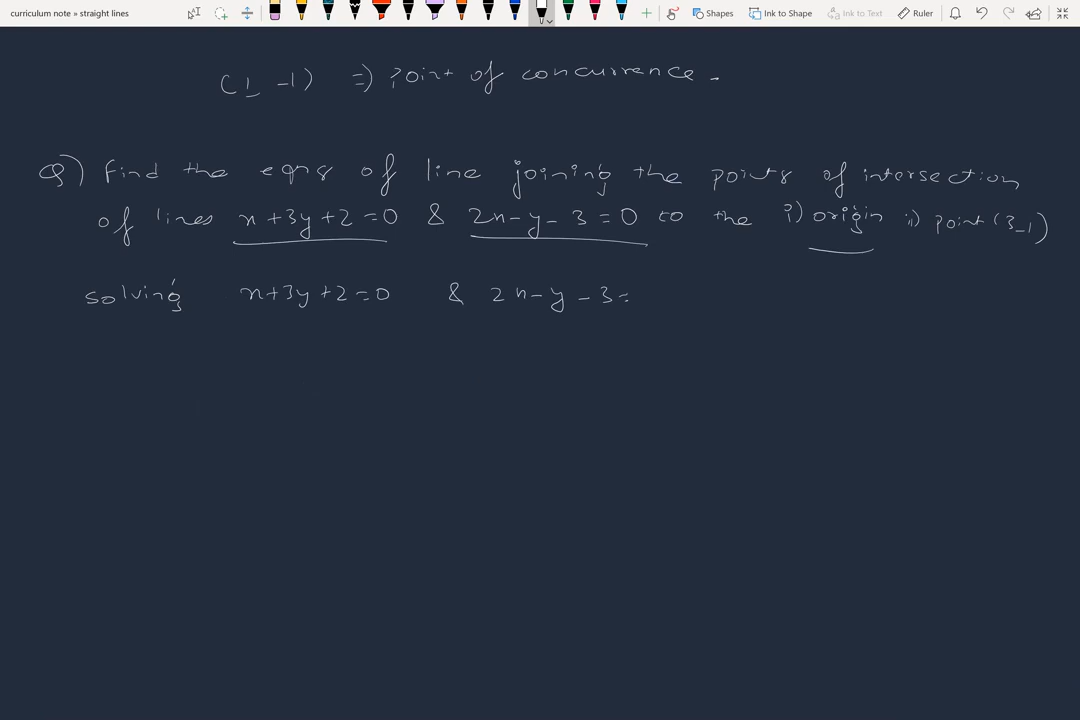 curriculum note » straight lines
Shapes Ink to Shape Ink to Text Ruler
(1, -1) => Point of concurrence.
Q) Find the eqns of line joining the points of intersection
of lines x+3y+2=0 & 2x-y-3=0 to the i) origin ii) point (3,-1)
solving x+3y+2=0 & 2x-y-3=